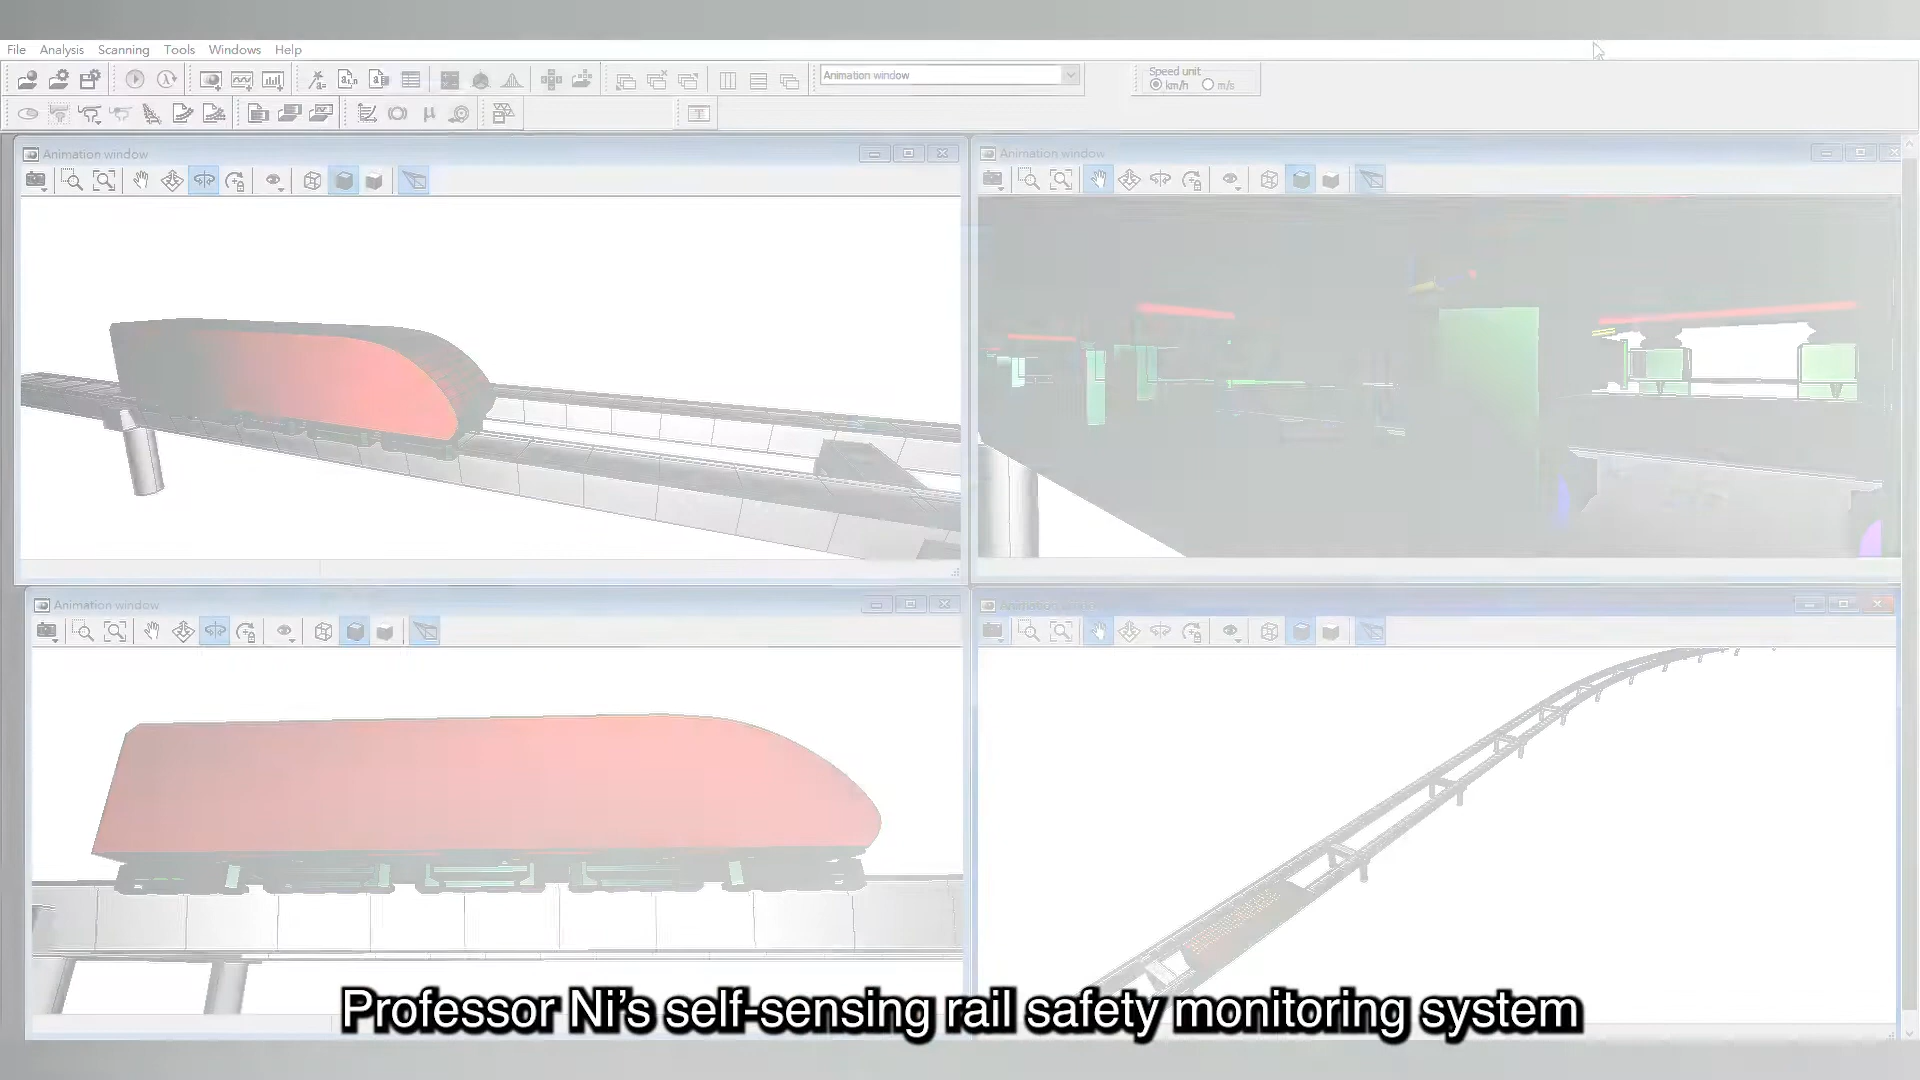 File Analysis Scanning Tools Windows Help
Animation window
Speed unit
km/h m/s
Animation window
Animation window
Animation window
Professor Ni's self-sensing rail safety monitoring system